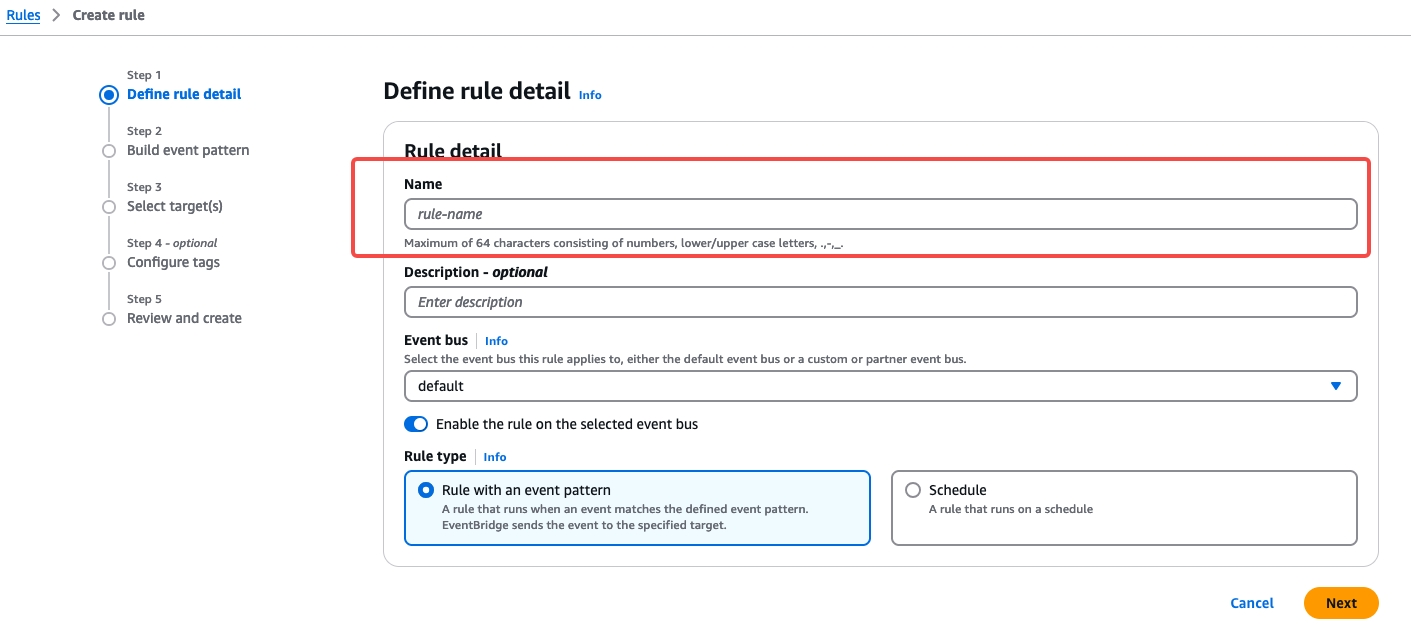 Rules > Create rule
Step 1
Define rule detail
Step 2
Build event pattern
Step 3
Select target(s)
Step 4 - optional
Configure tags
Step 5
Review and create
Define rule detail Info
Rule detail
Name
rule-name
Maximum of 64 characters consisting of numbers, lower/upper case letters, .,-,_.
Description - optional
Enter description
Event bus Info
Select the event bus this rule applies to, either the default event bus or a custom or partner event bus.
default
Enable the rule on the selected event bus
Rule type Info
Rule with an event pattern
A rule that runs when an event matches the defined event pattern.
EventBridge sends the event to the specified target.
Schedule
A rule that runs on a schedule
Cancel Next